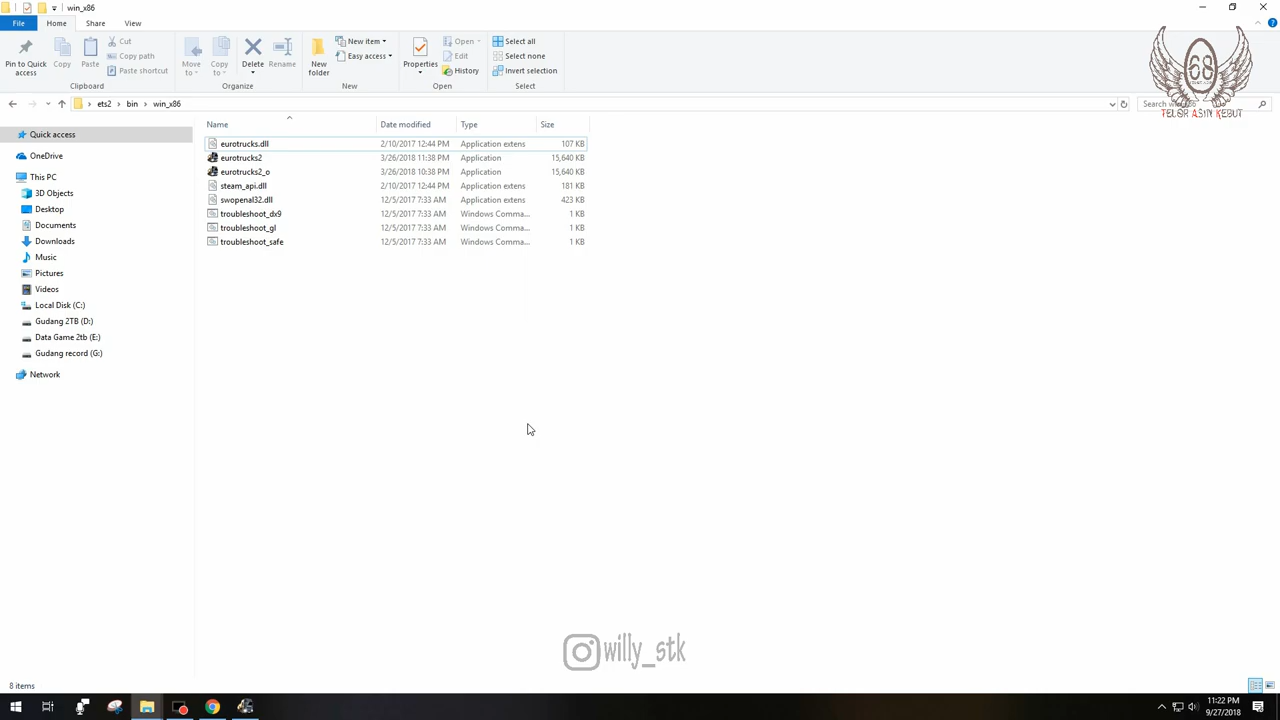 win_x86
File Home Share View
Pin to Quick access
Copy
Paste
Cut
Copy path
Paste shortcut
Clipboard
Move to
Copy to
Delete
Rename
Organize
New folder
New item
Easy access
New
Properties
Open
Edit
History
Open
Select all
Select none
Invert selection
Select
68
TELOR ASIN KEBUT
ets2 bin win_x86
Name Date modified Type Size
eurotrucks.dll 2/10/2017 12:44 PM Application extens 107 KB
eurotrucks2 3/26/2018 11:38 PM Application 15,640 KB
eurotrucks2_o 3/26/2018 10:38 PM Application 15,640 KB
steam_api.dll 2/10/2017 12:44 PM Application extens 181 KB
swopenal32.dll 12/5/2017 7:33 AM Application extens 423 KB
troubleshoot_dx9 12/5/2017 7:33 AM Windows Comma... 1 KB
troubleshoot_gl 12/5/2017 7:33 AM Windows Comma... 1 KB
troubleshoot_safe 12/5/2017 7:33 AM Windows Comma... 1 KB
Quick access
OneDrive
This PC
3D Objects
Desktop
Documents
Downloads
Music
Pictures
Videos
Local Disk (C:)
Gudang 2TB (D:)
Data Game 2tb (E:)
Gudang record (G:)
Network
willy_stk
8 items
11:22 PM
9/27/2018